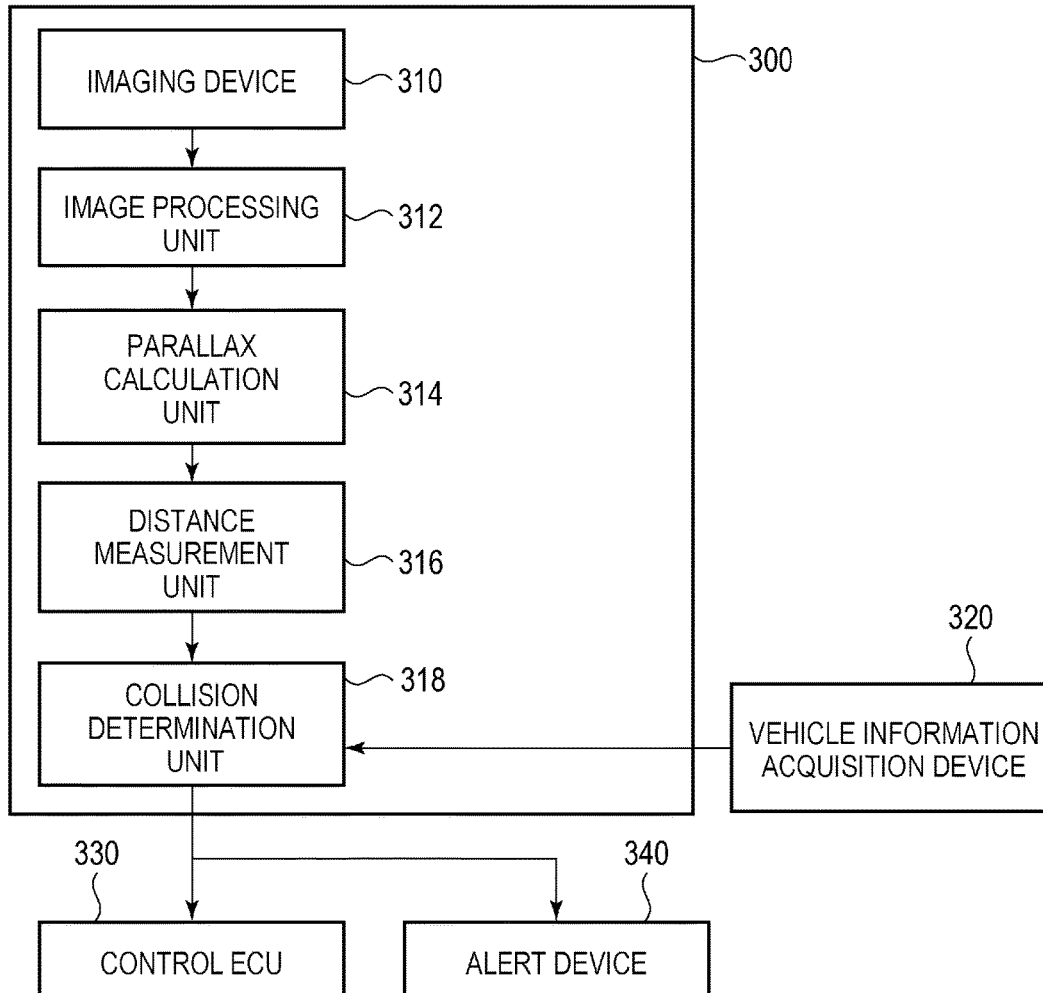 IMAGING DEVICE
310
300
IMAGE PROCESSING
UNIT
312
PARALLAX
CALCULATION
UNIT
314
DISTANCE
MEASUREMENT
UNIT
316
320
COLLISION
DETERMINATION
UNIT
318
VEHICLE INFORMATION
ACQUISITION DEVICE
330
340
CONTROL ECU
ALERT DEVICE